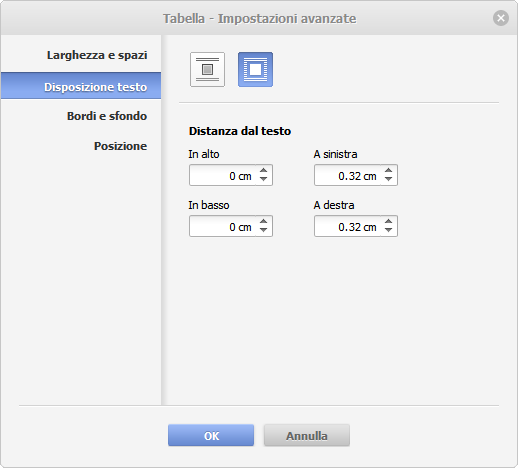 Tabella - Impostazioni avanzate
Larghezza e spazi
Disposizione testo
Bordi e sfondo
Posizione
Distanza dal testo
In alto A sinistra
0 cm 0.32 cm
In basso A destra
0 cm 0.32 cm
OK Annulla